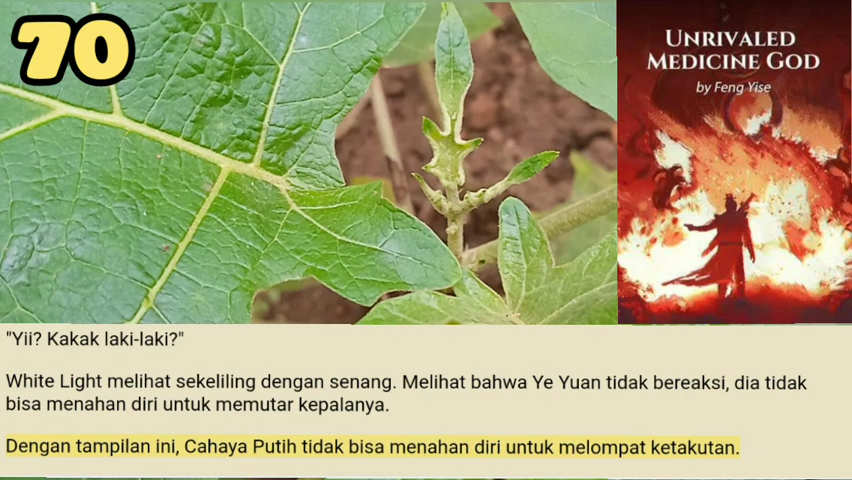 70
UNRIVALED
MEDICINE GOD
by Feng Yise
"Yii? Kakak laki-laki?"
White Light melihat sekeliling dengan senang. Melihat bahwa Ye Yuan tidak bereaksi, dia tidak
bisa menahan diri untuk memutar kepalanya.
Dengan tampilan ini, Cahaya Putih tidak bisa menahan diri untuk melompat ketakutan.